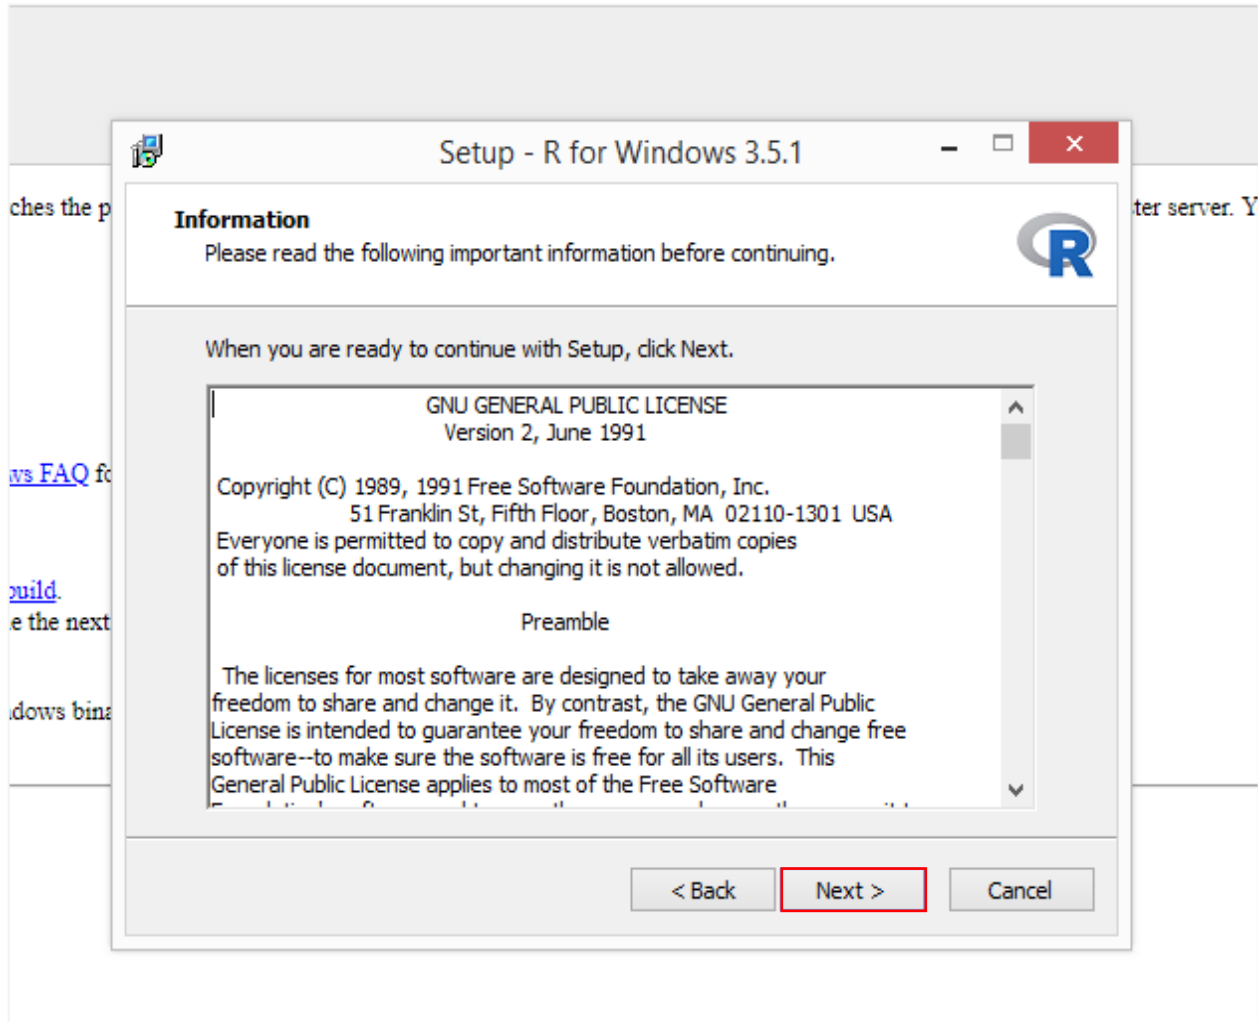 Setup - R for Windows 3.5.1
ches the p
ter server. Y
Information
Please read the following important information before continuing.
R
When you are ready to continue with Setup, click Next.
GNU GENERAL PUBLIC LICENSE
Version 2, June 1991
ws FAQ fo
Copyright (C) 1989, 1991 Free Software Foundation, Inc.
51 Franklin St, Fifth Floor, Boston, MA 02110-1301 USA
Everyone is permitted to copy and distribute verbatim copies
of this license document, but changing it is not allowed.
build.
e the next
Preamble
The licenses for most software are designed to take away your
freedom to share and change it. By contrast, the GNU General Public
dows bina
License is intended to guarantee your freedom to share and change free
software--to make sure the software is free for all its users. This
General Public License applies to most of the Free Software
< Back
Next >
Cancel